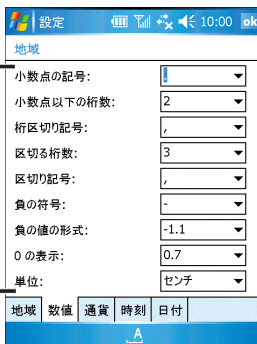 設定 10:00 ok
地域
小数点の記号: .
小数点以下の桁数: 2
桁区切り記号: ,
区切る桁数: 3
区切り記号: ,
負の符号: -
負の値の形式: -1.1
0 の表示: 0.7
単位: センチ
地域 数値 通貨 時刻 日付
A